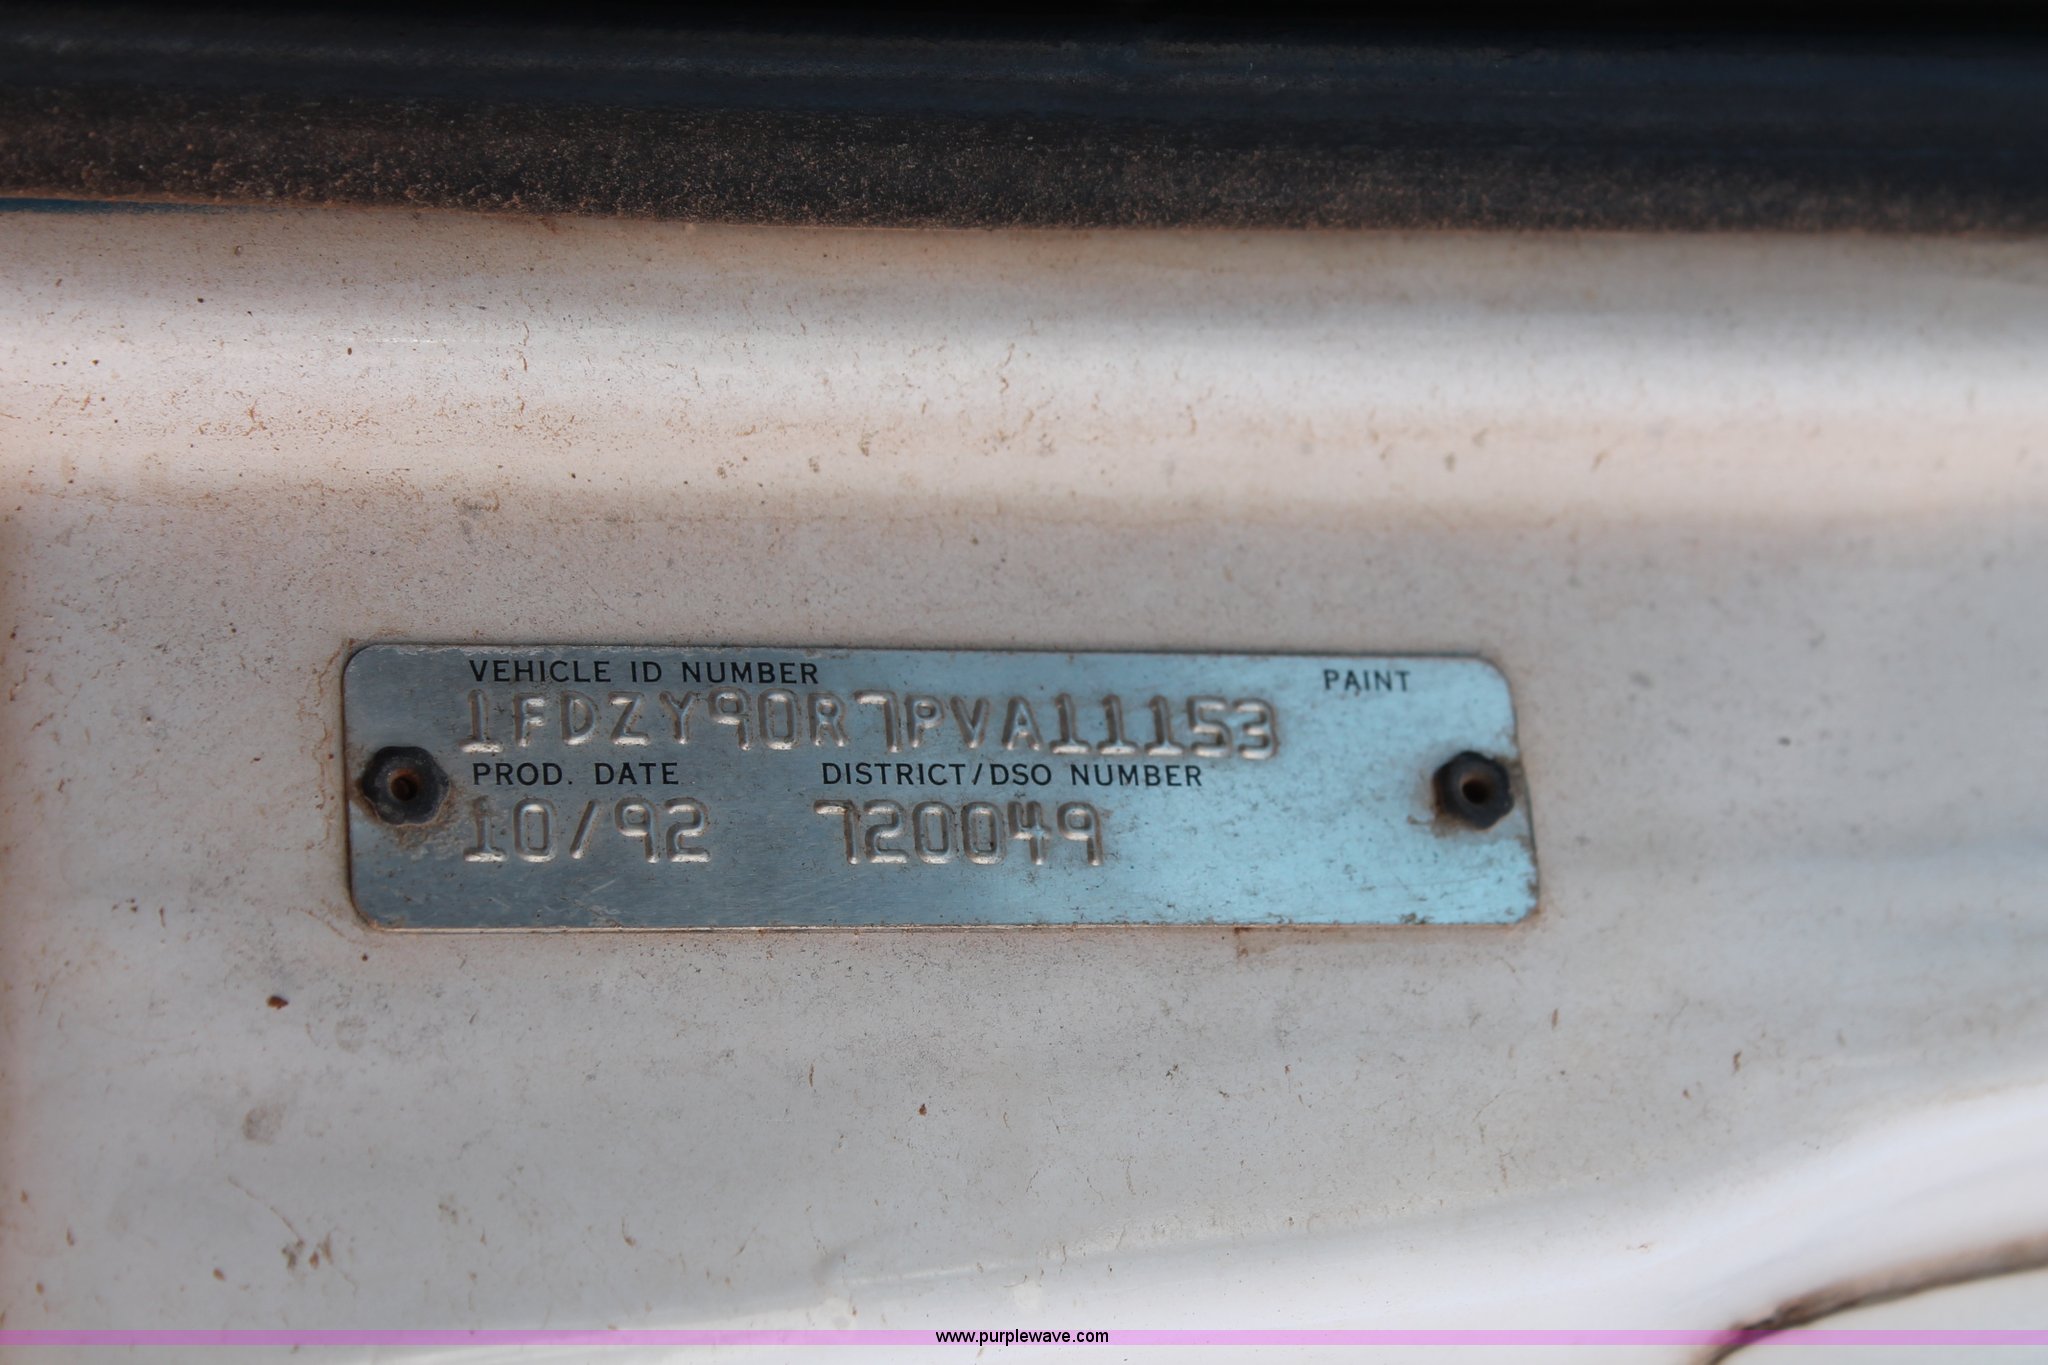 VEHICLE ID NUMBER PAINT
1FDZY90R7PVA11153
PROD. DATE DISTRICT/DSO NUMBER
10/92 720049
www.purplewave.com